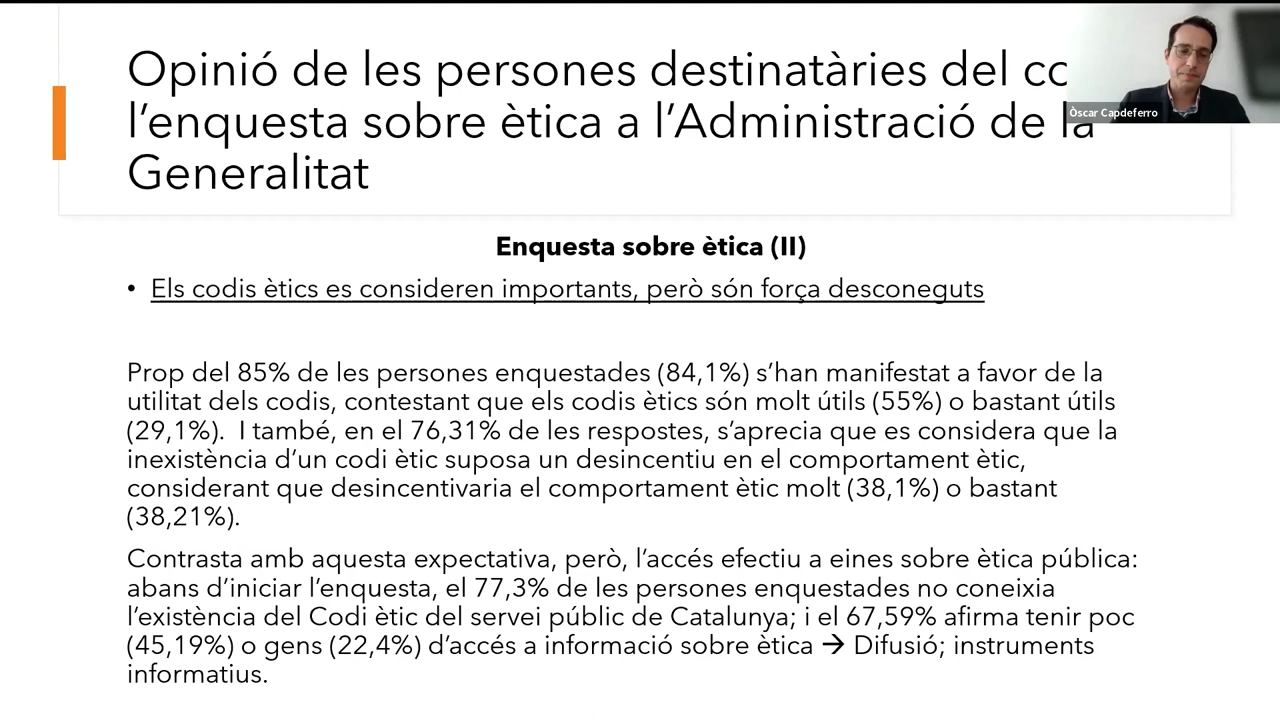 Opinió de les persones destinatàries del
l'enquesta sobre ètica a l'Administració de la
Generalitat
Òscar Capdeferro
Enquesta sobre ètica (II)
• Els codis ètics es consideren importants, però són força desconeguts
Prop del 85% de les persones enquestades (84,1%) s'han manifestat a favor de la
utilitat dels codis, contestant que els codis ètics són molt útils (55%) o bastant útils
(29,1%).  I també, en el 76,31% de les respostes, s'aprecia que es considera que la
inexistència d'un codi ètic suposa un desincentiu en el comportament ètic,
considerant que desincentivaria el comportament ètic molt (38,1%) o bastant
(38,21%).
Contrasta amb aquesta expectativa, però, l'accés efectiu a eines sobre ètica pública:
abans d'iniciar l'enquesta, el 77,3% de les persones enquestades no coneixia
l'existència del Codi ètic del servei públic de Catalunya; i el 67,59% afirma tenir poc
(45,19%) o gens (22,4%) d'accés a informació sobre ètica → Difusió; instruments
informatius.